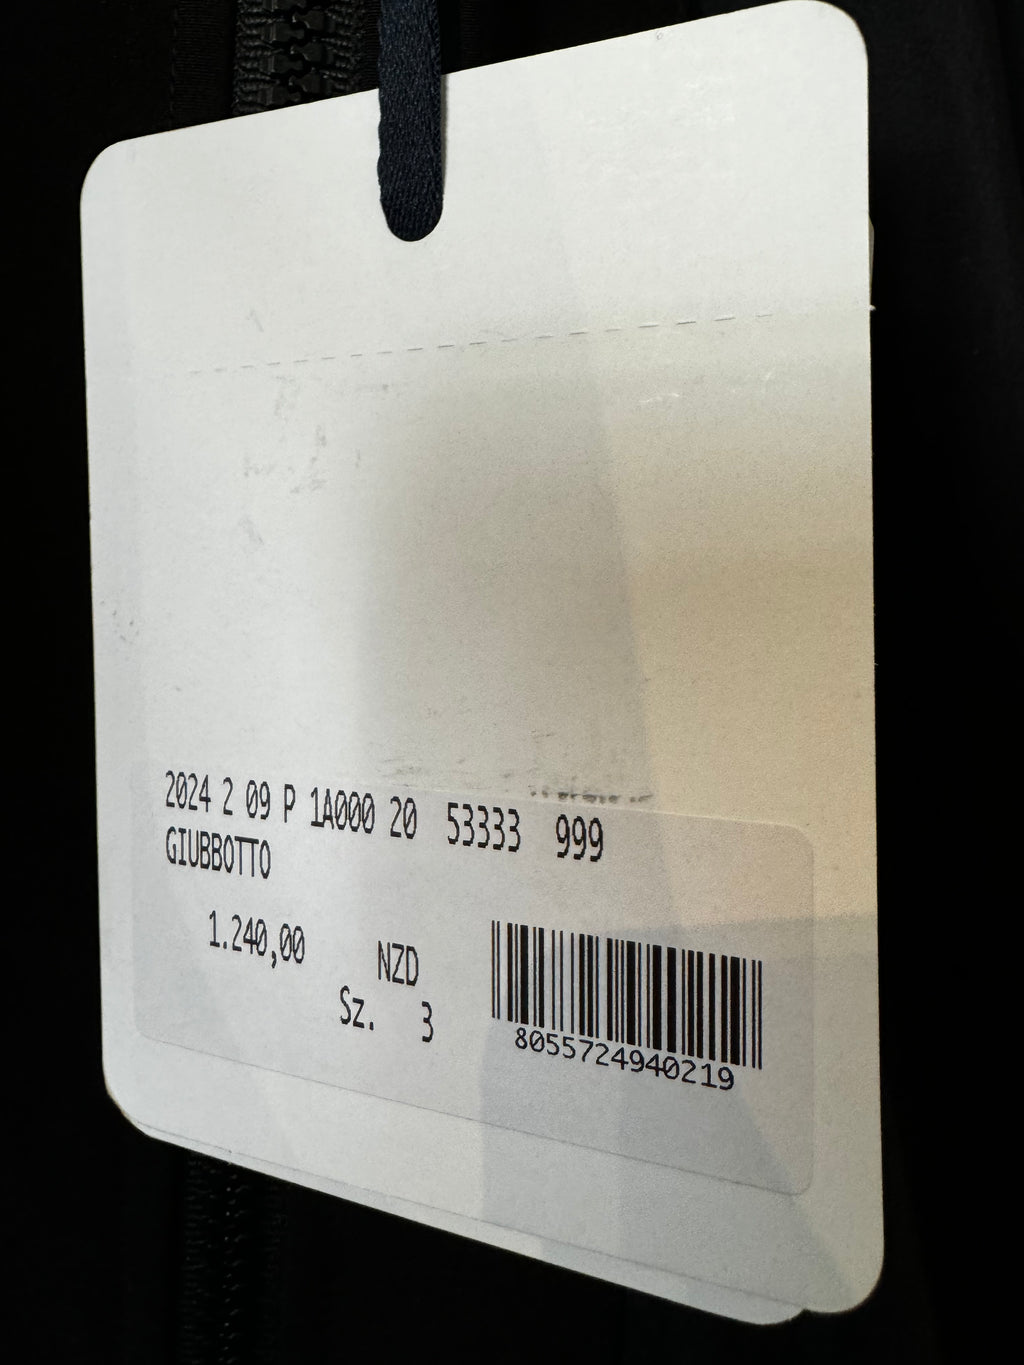 2024 2 09 P 1A000 20 53333 999
GIUBBOTTO
1.240,00 NZD
Sz. 3
8055724940219